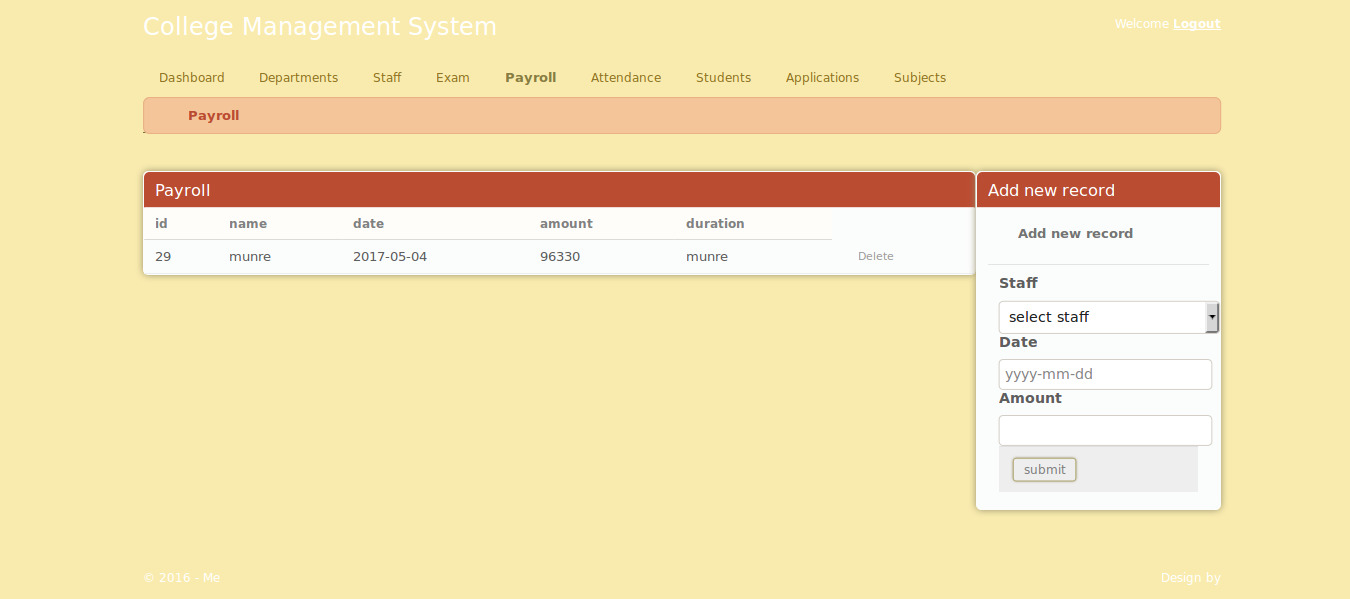 College Management System
Welcome Logout
Dashboard Departments Staff Exam Payroll Attendance Students Applications Subjects
Payroll
Payroll
id name date amount duration
29 munre 2017-05-04 96330 munre Delete
Add new record
Add new record
Staff
select staff
Date
yyyy-mm-dd
Amount
submit
© 2016 - Me
Design by